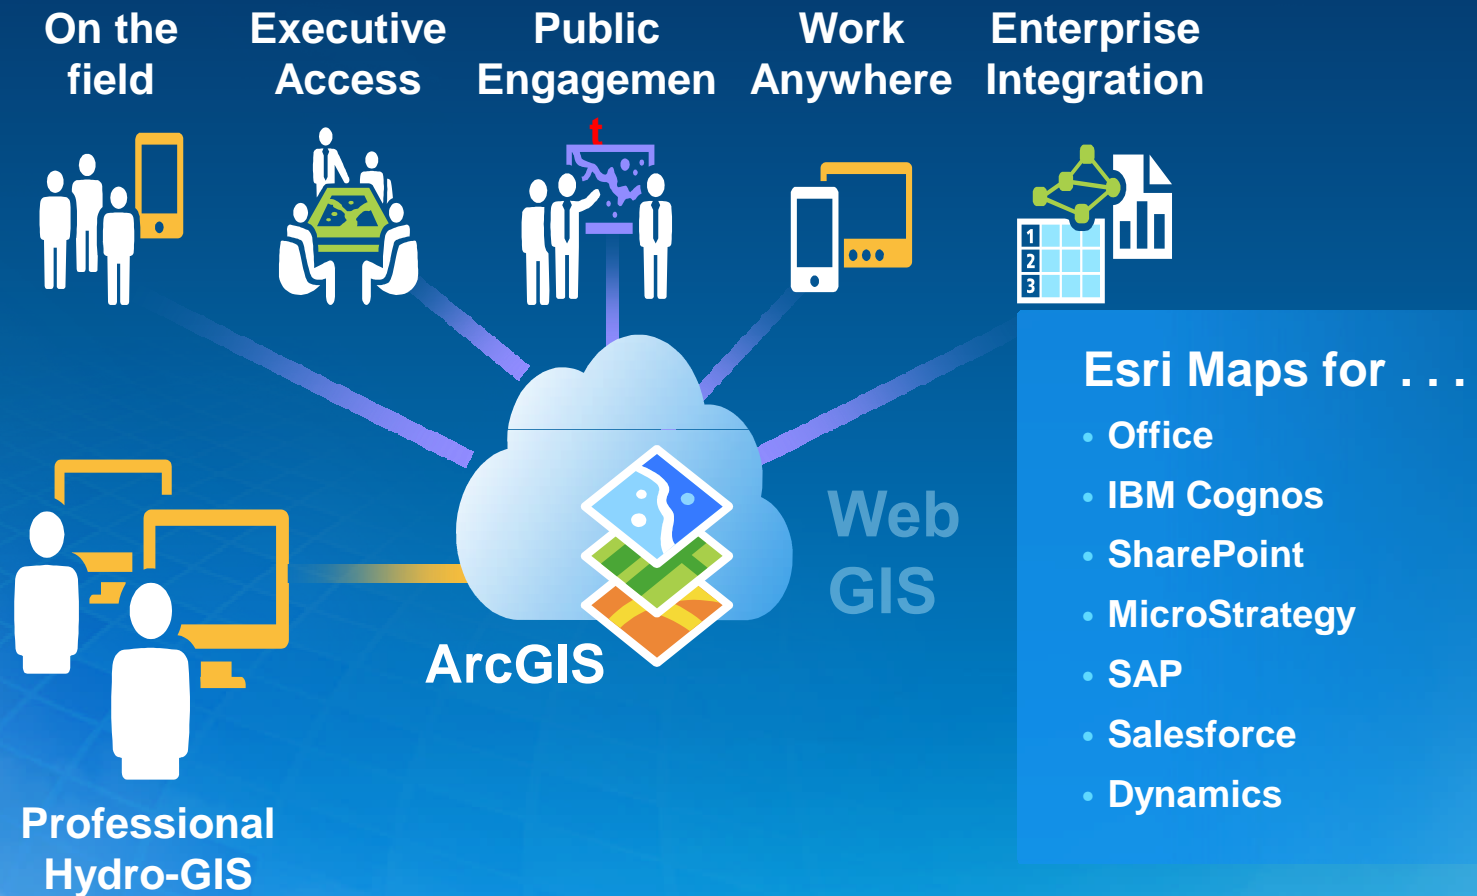 On the
field
Executive
Access
Public
Engagemen
t
Work
Anywhere
Enterprise
Integration
1
2
3
Esri Maps for . . .
• Office
• IBM Cognos
• SharePoint
• MicroStrategy
• SAP
• Salesforce
• Dynamics
Web
GIS
ArcGIS
Professional
Hydro-GIS